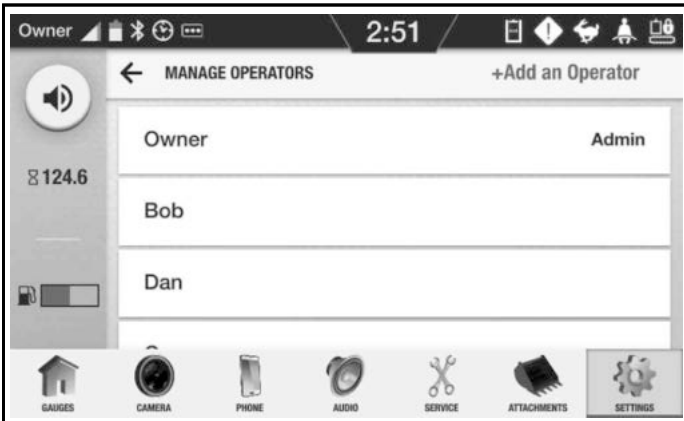 Owner
2:51
MANAGE OPERATORS
+Add an Operator
Owner Admin
124.6
Bob
Dan
GAUGES CAMERA PHONE AUDIO SERVICE ATTACHMENTS SETTINGS